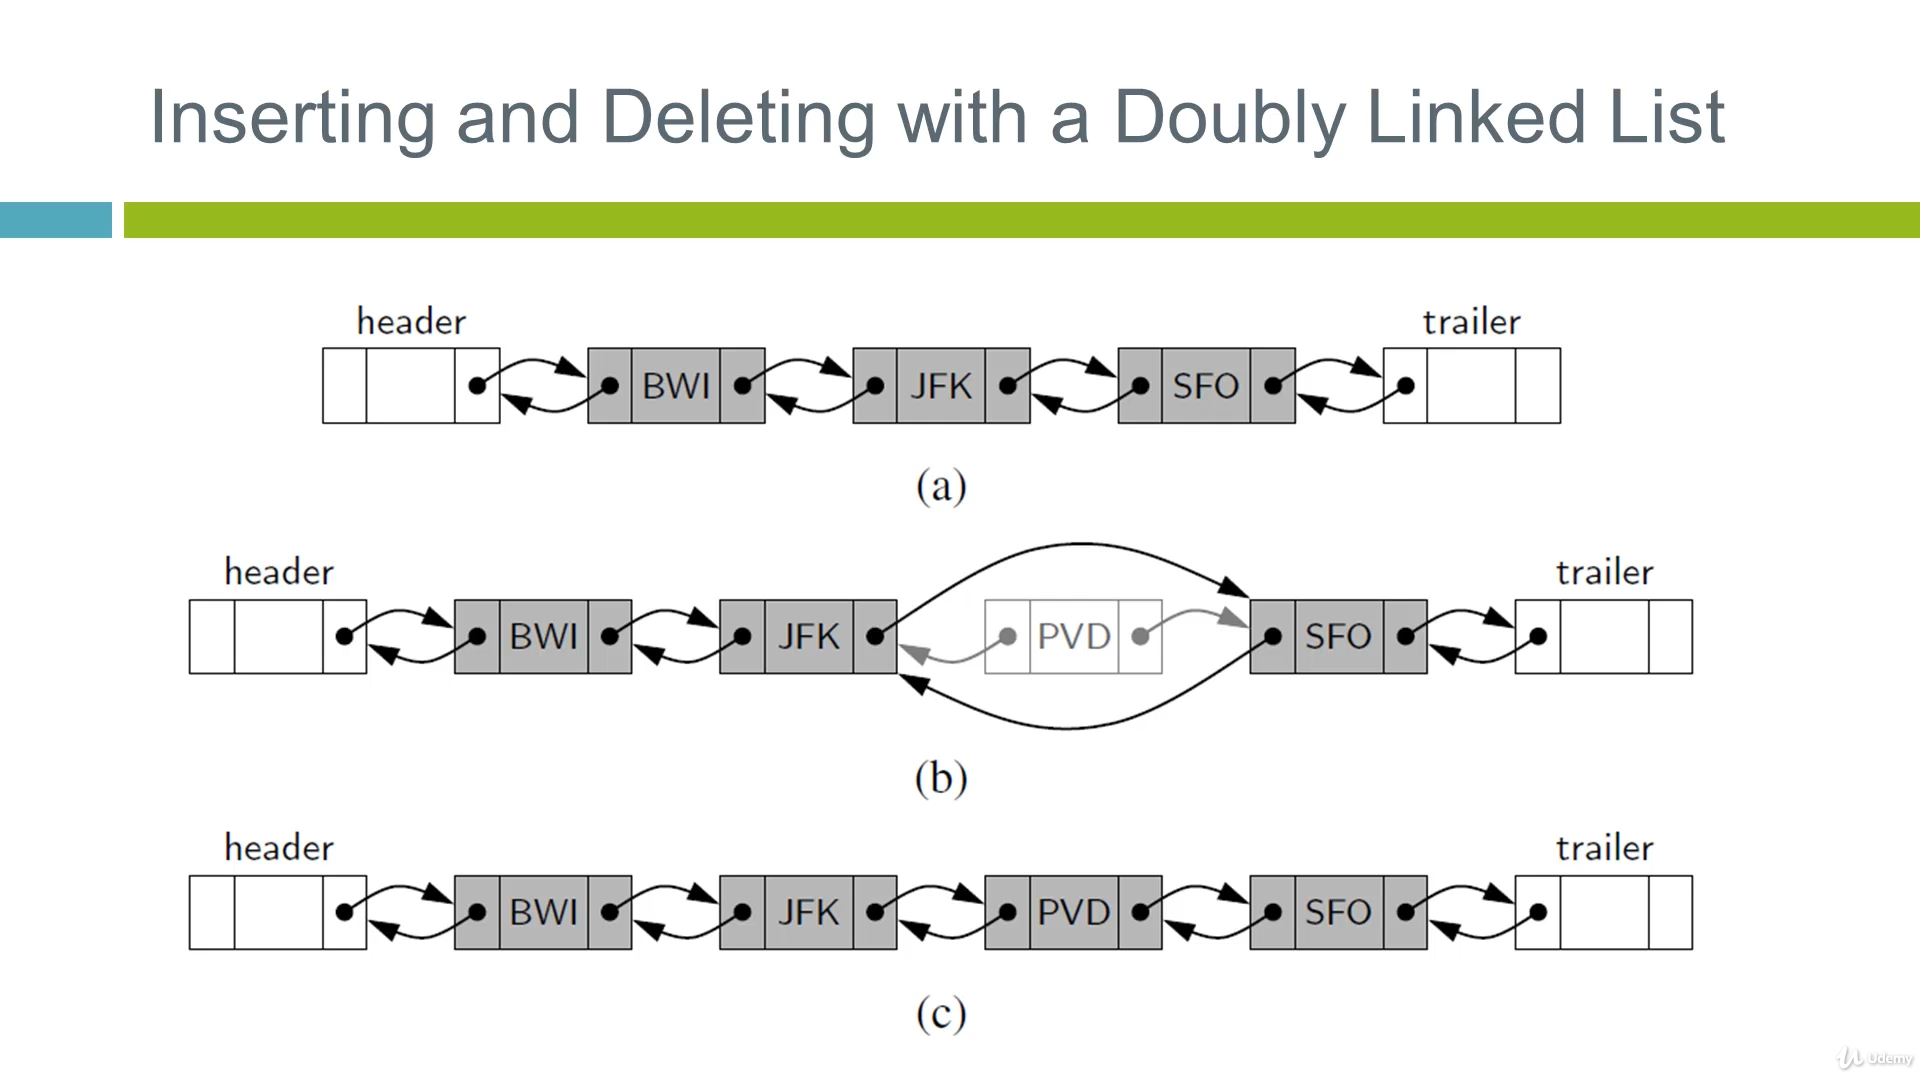 Inserting and Deleting with a Doubly Linked List
header trailer
BWI JFK SFO
(a)
header trailer
BWI JFK PVD SFO
(b)
header trailer
BWI JFK PVD SFO
(c)
Udemy